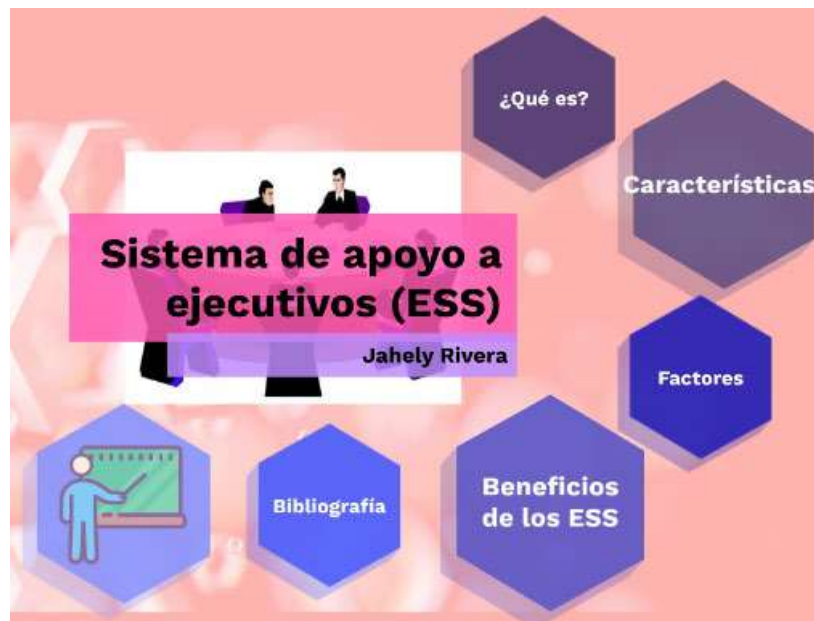 Sistema de apoyo a
ejecutivos (ESS)
Jahely Rivera
¿Qué es?
Características
Factores
Beneficios
de los ESS
Bibliografía